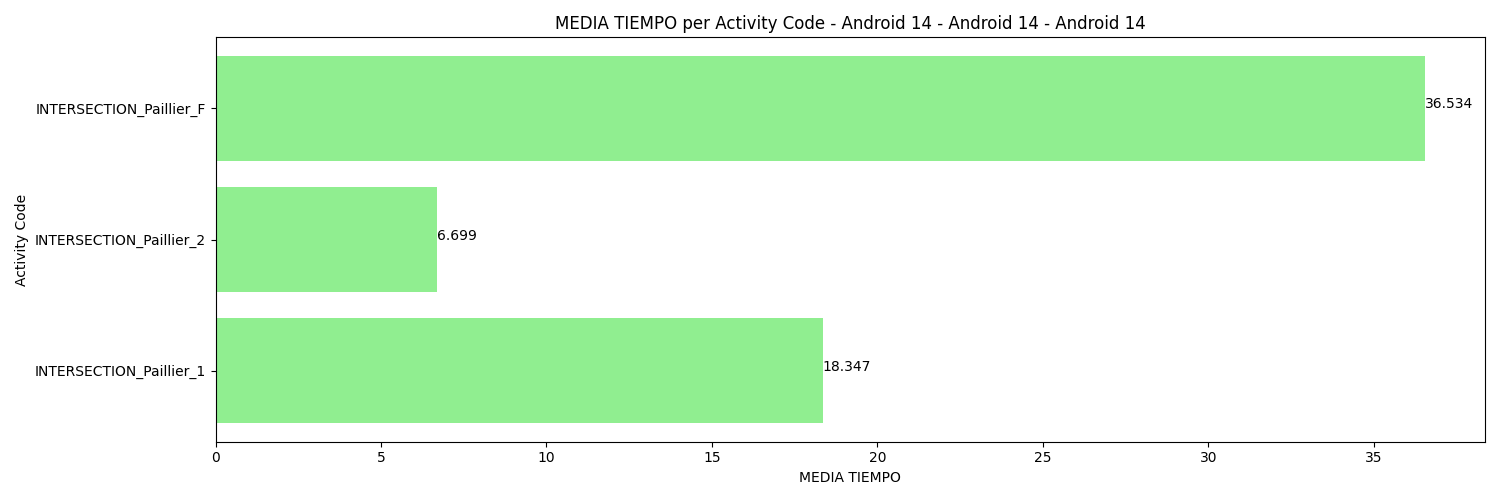 MEDIA TIEMPO per Activity Code - Android 14 - Android 14 - Android 14
INTERSECTION_Paillier_F
36.534
INTERSECTION_Paillier_2
6.699
INTERSECTION_Paillier_1
18.347
Activity Code
0 5 10 15 20 25 30 35
MEDIA TIEMPO